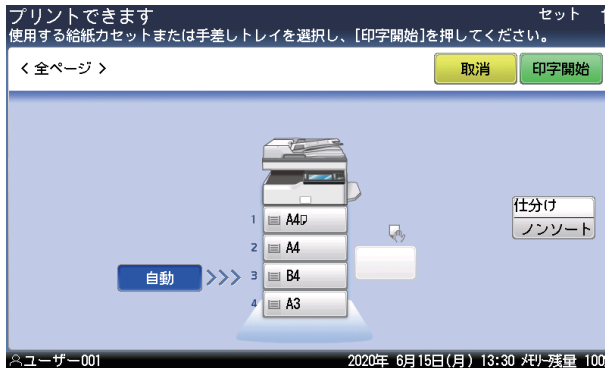 プリントできます セット 1
使用する給紙カセットまたは手差しトレイを選択し、[印字開始]を押してください。
＜全ページ＞ 取消 印字開始
1 A4
2 A4
自動 >>> 3 B4
4 A3
仕分け
ノンソート
ユーザー001 2020年 6月15日(月) 13:30 メモリー残量 100